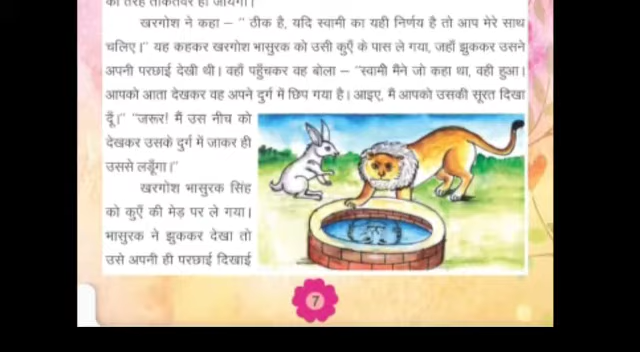 की तरह ताकतवर हो जायेगा।
खरगोश ने कहा – " ठीक है, यदि स्वामी का यही निर्णय है तो आप मेरे साथ
चलिए।" यह कहकर खरगोश भासुरक को उसी कुएँ के पास ले गया, जहाँ झुककर उसने
अपनी परछाई देखी थी। वहाँ पहुँचकर वह बोला – "स्वामी मैंने जो कहा था, वही हुआ।
आपको आता देखकर वह अपने दुर्ग में छिप गया है। आइए, मैं आपको उसकी सूरत दिखा
दूँ।" "जरूर! मैं उस नीच को
देखकर उसके दुर्ग में जाकर ही
उससे लडूँगा।"
खरगोश भासुरक सिंह
को कुएँ की मेड़ पर ले गया।
भासुरक ने झुककर देखा तो
उसे अपनी ही परछाई दिखाई
7